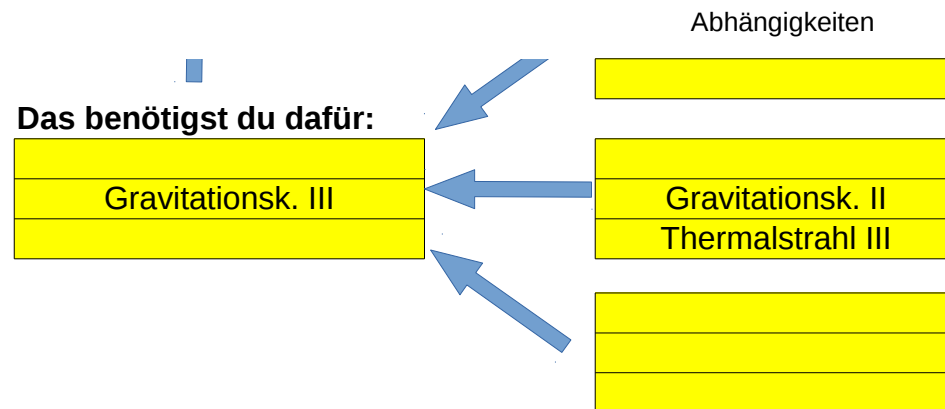 Abhängigkeiten
Das benötigst du dafür:
Gravitationsk. III
Gravitationsk. II
Thermalstrahl III